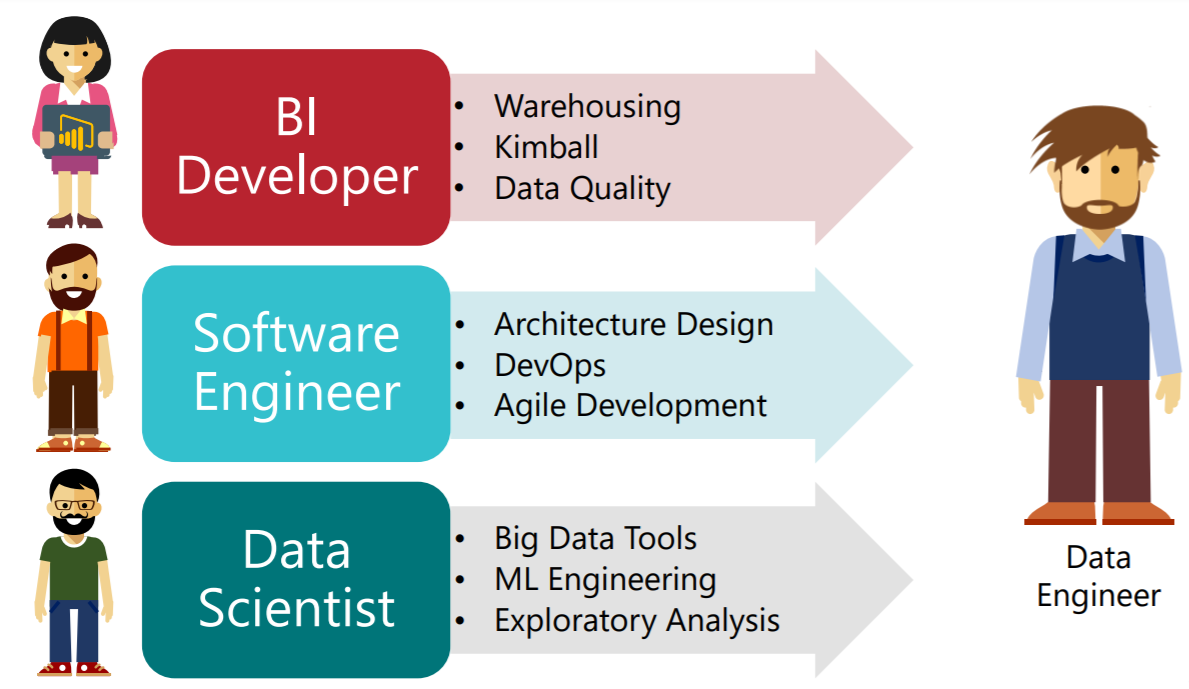 BI
Developer
• Warehousing
• Kimball
• Data Quality
Software
Engineer
• Architecture Design
• DevOps
• Agile Development
Data
Scientist
• Big Data Tools
• ML Engineering
• Exploratory Analysis
Data
Engineer